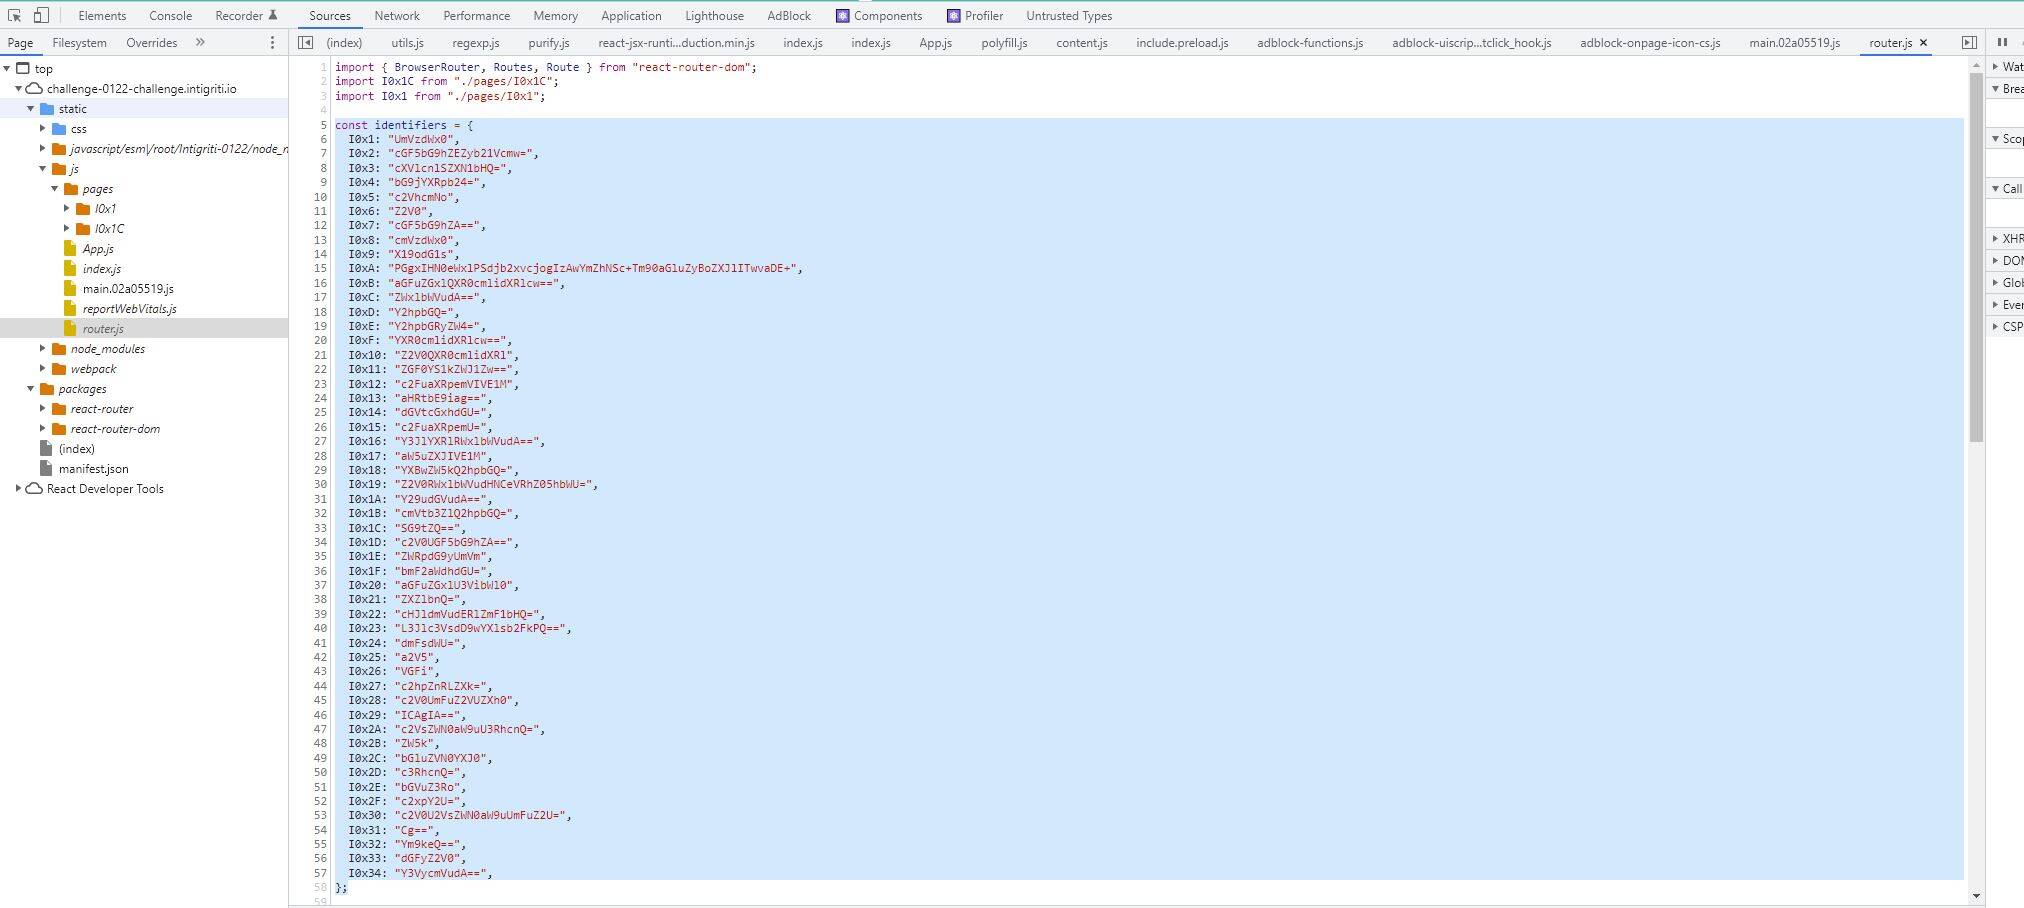 Elements Console Recorder Sources Network Performance Memory Application Lighthouse AdBlock Components Profiler Untrusted Types
Page Filesystem Overrides » (index) utils.js regexp.js purify.js react-jsx-runti...duction.min.js index.js index.js App.js polyfill.js content.js include.preload.js adblock-functions.js adblock-uiscrip...tclick_hook.js adblock-onpage-icon-cs.js main.02a05519.js router.js ×
top
challenge-0122-challenge.intigriti.io
static
css
javascript/esm|/root/Intigriti-0122/node_n
js
pages
I0x1
I0x1C
App.js
index.js
main.02a05519.js
reportWebVitals.js
router.js
node_modules
webpack
packages
react-router
react-router-dom
(index)
manifest.json
React Developer Tools
1 import { BrowserRouter, Routes, Route } from "react-router-dom";
2 import I0x1C from "./pages/I0x1C";
3 import I0x1 from "./pages/I0x1";
4
5 const identifiers = {
6 I0x1: "UmVzdWx0",
7 I0x2: "cGF5bG9hZEZyb21Vcmw=",
8 I0x3: "cXVlcnlSZXN1bHQ=",
9 I0x4: "bG9jYXRpb24=",
10 I0x5: "c2VhcmNo",
11 I0x6: "Z2V0",
12 I0x7: "cGF5bG9hZA==",
13 I0x8: "cmVzdWx0",
14 I0x9: "X19odG1s",
15 I0xA: "PGgxIHN0eWxlPSdjb2xvcjogIzAwYmZhNSc+Tm90aGluZyBoZXJlITwvaDE+",
16 I0xB: "aGFuZGxlQXR0cmlidXRlcw==",
17 I0xC: "ZWxlbWVudA==",
18 I0xD: "Y2hpbGQ=",
19 I0xE: "Y2hpbGRyZW4=",
20 I0xF: "YXR0cmlidXRlcw==",
21 I0x10: "Z2V0QXR0cmlidXRl",
22 I0x11: "ZGF0YS1kZWJ1Zw==",
23 I0x12: "c2FuaXRpemVIVE1M",
24 I0x13: "aHRtbE9iag==",
25 I0x14: "dGVtcGxhdGU=",
26 I0x15: "c2FuaXRpemU=",
27 I0x16: "Y3JlYXRlRWxlbWVudA==",
28 I0x17: "aW5uZXJIVE1M",
29 I0x18: "YXBwZW5kQ2hpbGQ=",
30 I0x19: "Z2V0RWxlbWVudHNCeVRhZ05hbWU=",
31 I0x1A: "Y29udGVudA==",
32 I0x1B: "cmVtb3ZlQ2hpbGQ=",
33 I0x1C: "SG9tZQ==",
34 I0x1D: "c2V0UGF5bG9hZA==",
35 I0x1E: "ZWRpdG9yUmVm",
36 I0x1F: "bmF2aWdhdGU=",
37 I0x20: "aGFuZGxlU3VibWl0",
38 I0x21: "ZXZlbnQ=",
39 I0x22: "cHJldmVudERlZmF1bHQ=",
40 I0x23: "L3Jlc3VsdD9wYXlsb2FkPQ==",
41 I0x24: "dmFsdWU=",
42 I0x25: "a2V5",
43 I0x26: "VGFi",
44 I0x27: "c2hpZnRLZXk=",
45 I0x28: "c2V0UmFuZ2VUZXh0",
46 I0x29: "ICAgIA==",
47 I0x2A: "c2VsZWN0aW9uU3RhcnQ=",
48 I0x2B: "ZW5k",
49 I0x2C: "bGluZVN0YXJ0",
50 I0x2D: "c3RhcnQ=",
51 I0x2E: "bGVuZ3Ro",
52 I0x2F: "c2xpY2U=",
53 I0x30: "c2V0U2VsZWN0aW9uUmFuZ2U=",
54 I0x31: "Cg==",
55 I0x32: "Ym9keQ==",
56 I0x33: "dGFyZ2V0",
57 I0x34: "Y3VycmVudA==",
58 };
59
Wat
Brea
Scop
Call
XHR
DOM
Glob
Even
CSP